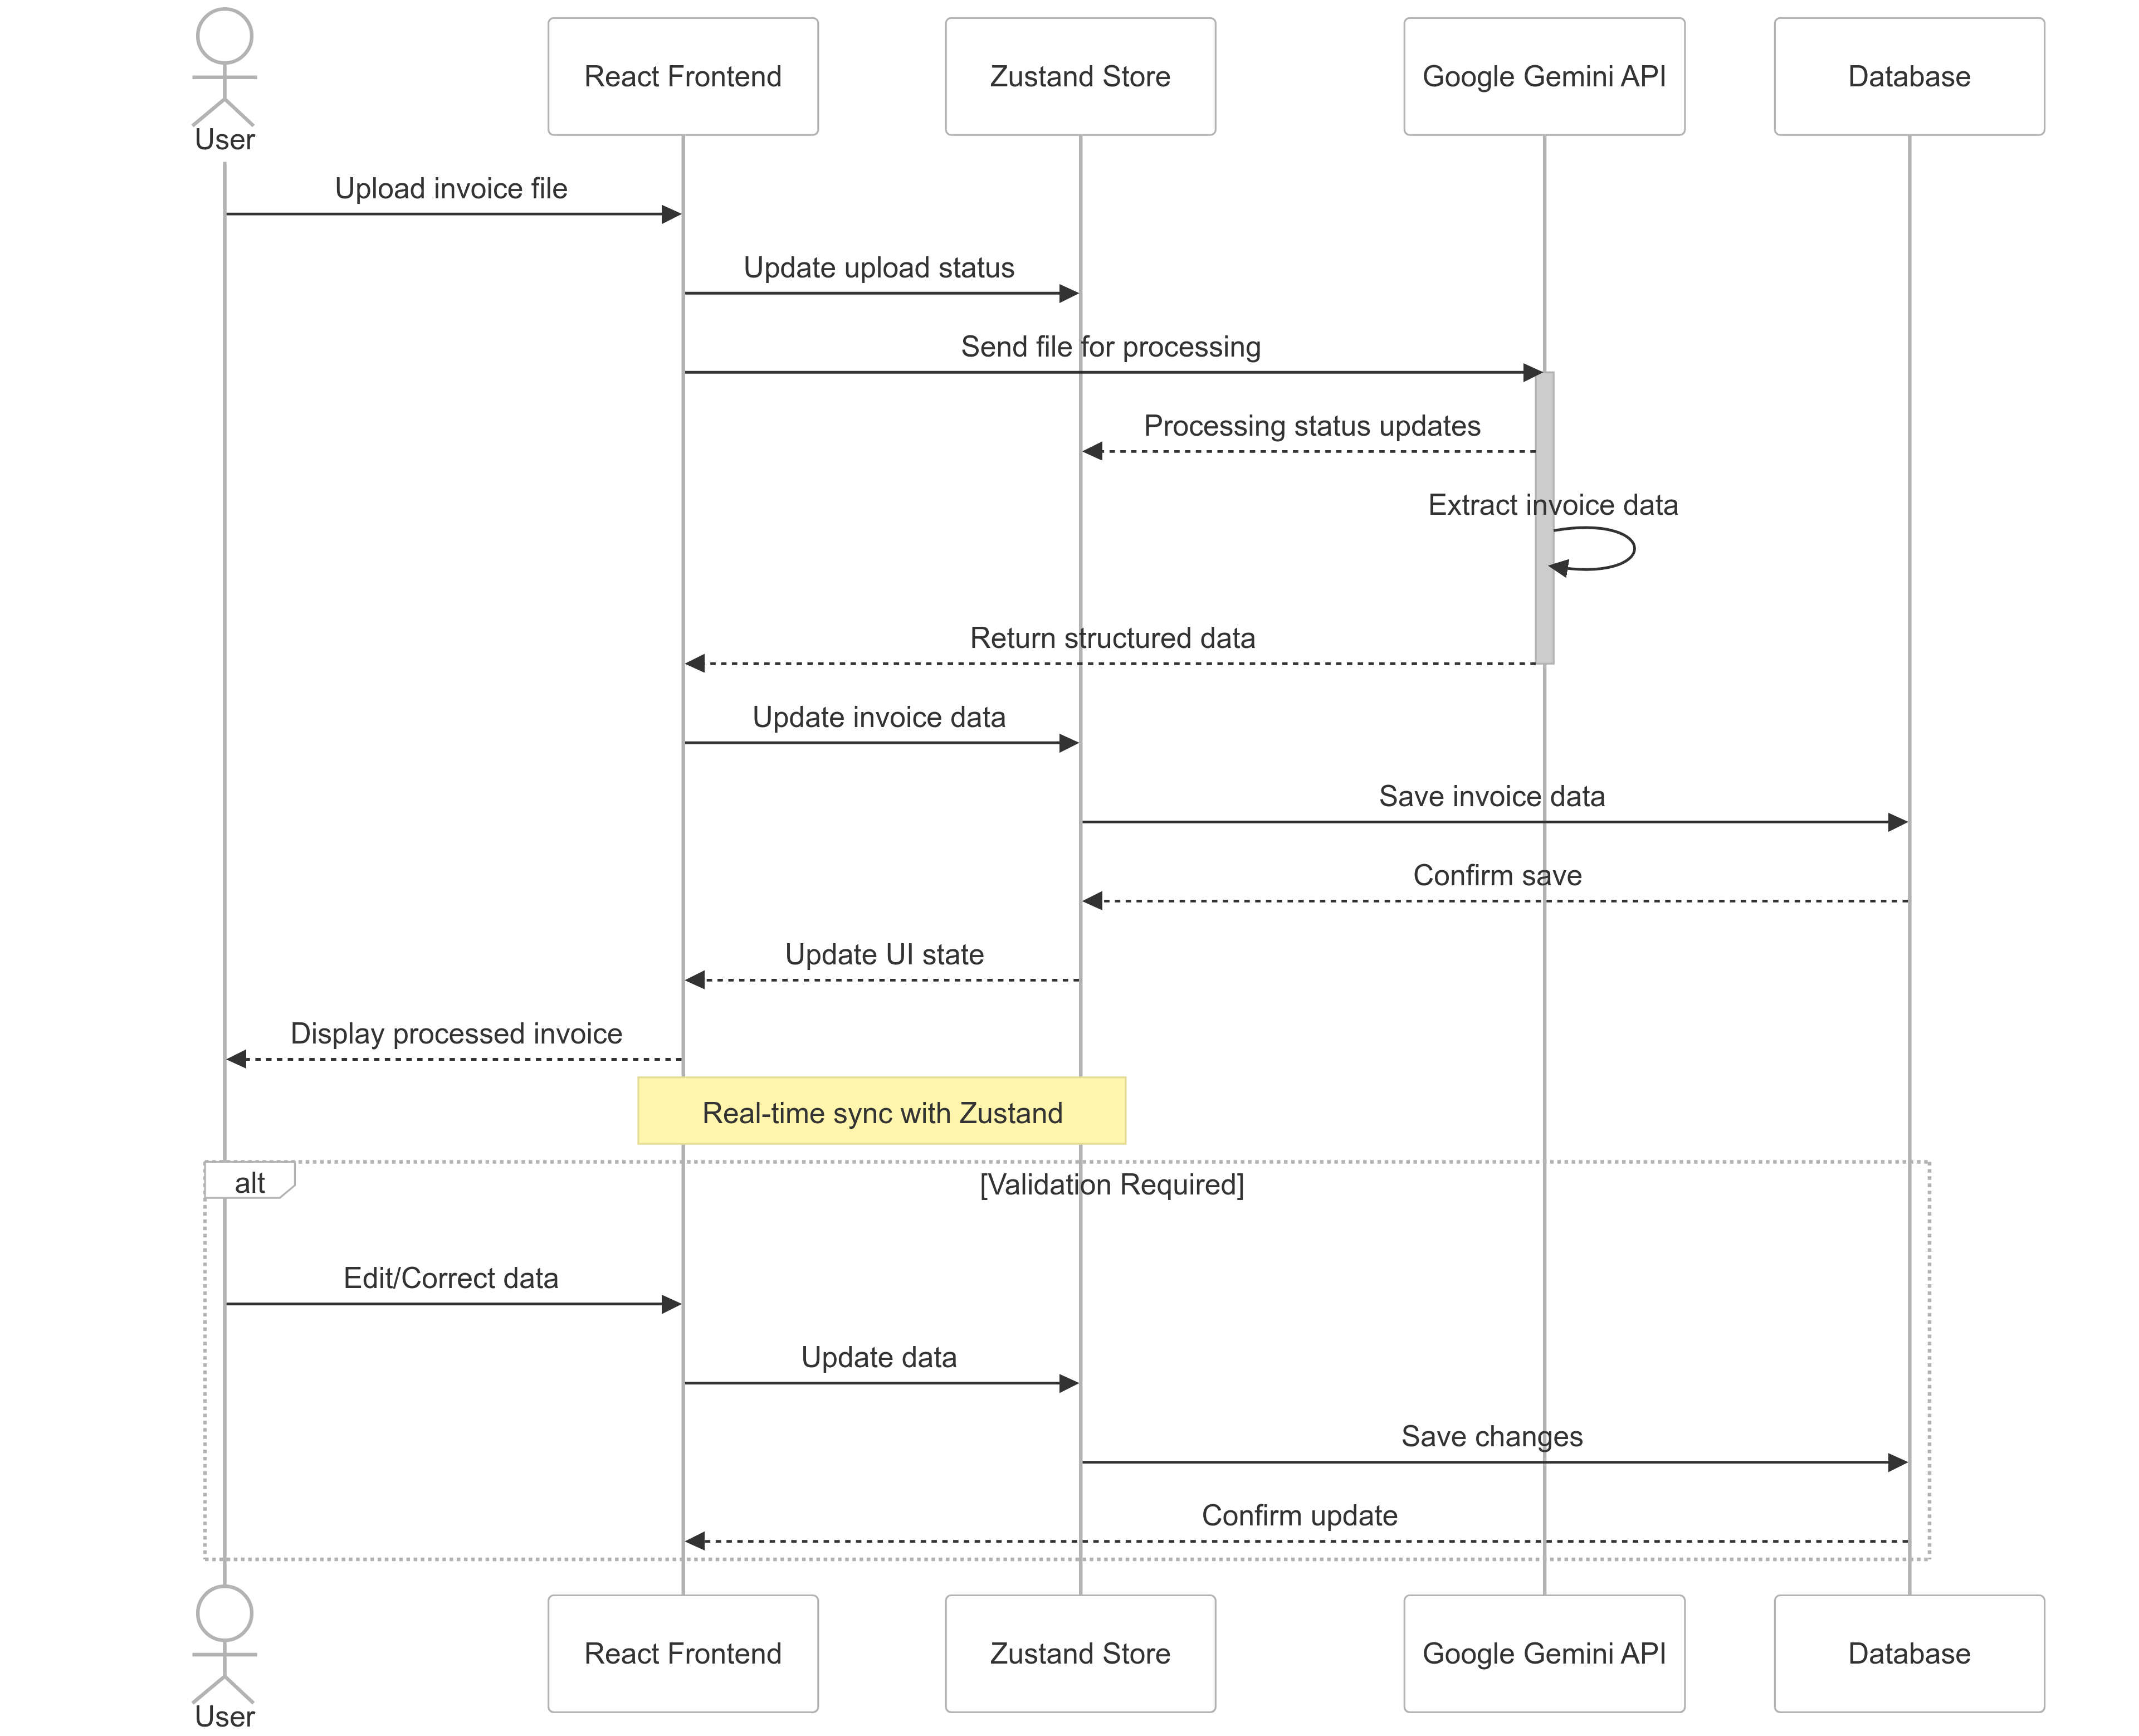 User
React Frontend
Zustand Store
Google Gemini API
Database
Upload invoice file
Update upload status
Send file for processing
Processing status updates
Extract invoice data
Return structured data
Update invoice data
Save invoice data
Confirm save
Update UI state
Display processed invoice
Real-time sync with Zustand
alt
[Validation Required]
Edit/Correct data
Update data
Save changes
Confirm update
User
React Frontend
Zustand Store
Google Gemini API
Database